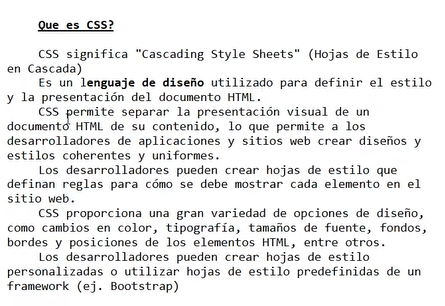 Que es CSS?
CSS significa "Cascading Style Sheets" (Hojas de Estilo
en Cascada)
Es un lenguaje de diseño utilizado para definir el estilo
y la presentación del documento HTML.
CSS permite separar la presentación visual de un
documento HTML de su contenido, lo que permite a los
desarrolladores de aplicaciones y sitios web crear diseños y
estilos coherentes y uniformes.
Los desarrolladores pueden crear hojas de estilo que
definan reglas para cómo se debe mostrar cada elemento en el
sitio web.
CSS proporciona una gran variedad de opciones de diseño,
como cambios en color, tipografía, tamaños de fuente, fondos,
bordes y posiciones de los elementos HTML, entre otros.
Los desarrolladores pueden crear hojas de estilo
personalizadas o utilizar hojas de estilo predefinidas de un
framework (ej. Bootstrap)